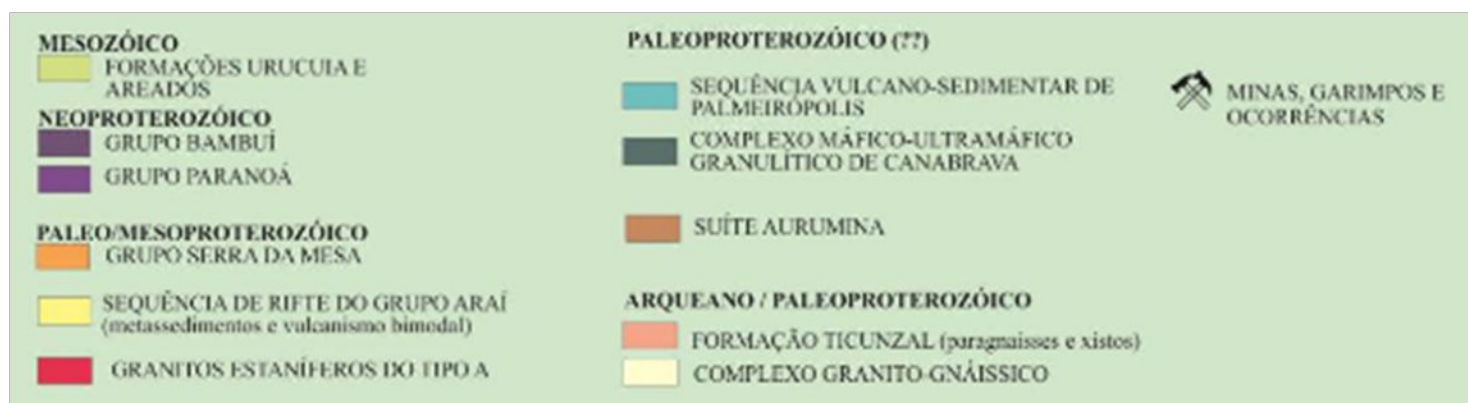 MESOZÓICO
FORMAÇÕES URUCUIA E
AREADOS
NEOPROTEROZÓICO
GRUPO BAMBUÍ
GRUPO PARANOÁ
PALEO/MESOPROTEROZÓICO
GRUPO SERRA DA MESA
SEQUÊNCIA DE RIFTE DO GRUPO ARAÍ
(metassedimentos e vulcanismo bimodal)
GRANITOS ESTANÍFEROS DO TIPO A
PALEOPROTEROZÓICO (??)
SEQUÊNCIA VULCANO-SEDIMENTAR DE
PALMEIRÓPOLIS
COMPLEXO MÁFICO-ULTRAMÁFICO
GRANULÍTICO DE CANABRAVA
SUÍTE AURUMINA
ARQUEANO / PALEOPROTEROZÓICO
FORMAÇÃO TICUNZAL (paragnaisses e xistos)
COMPLEXO GRANITO-GNÁISSICO
MINAS, GARIMPOS E
OCORRÊNCIAS